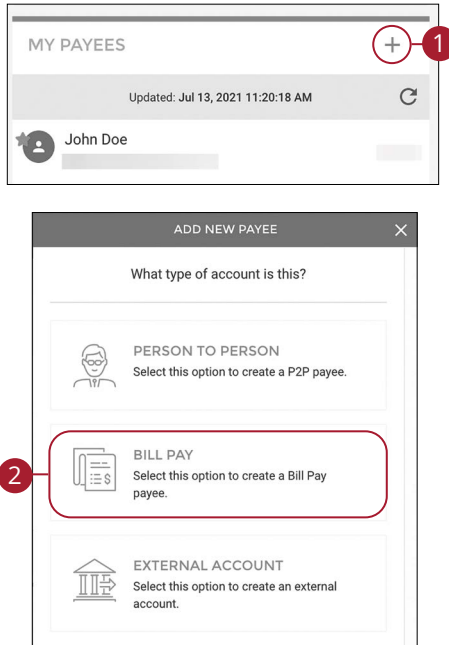 MY PAYEES
+
1
Updated: Jul 13, 2021 11:20:18 AM
John Doe
ADD NEW PAYEE
What type of account is this?
PERSON TO PERSON
Select this option to create a P2P payee.
2
BILL PAY
Select this option to create a Bill Pay
payee.
EXTERNAL ACCOUNT
Select this option to create an external
account.